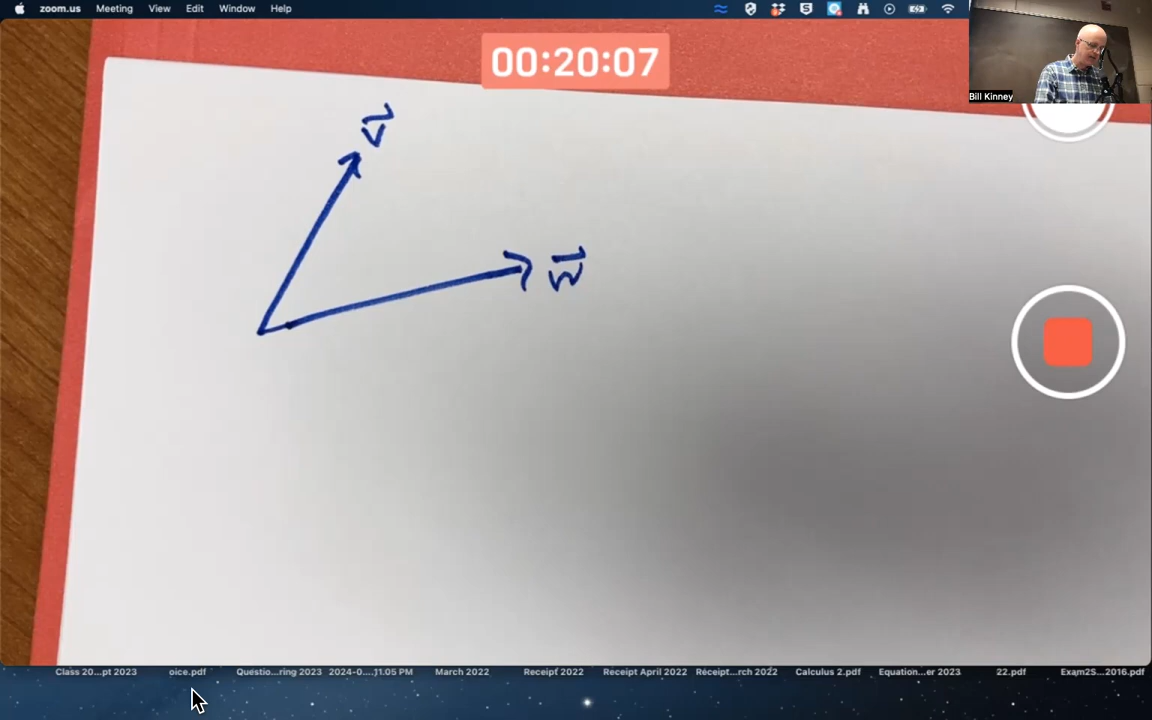 zoom.us Meeting View Edit Window Help
00:20:07
Bill Kinney
v⃗
w⃗
Class 20...pt 2023 oice.pdf Questio...ring 2023 2024-0....)1.05 PM March 2022 Receipt 2022 Receipt April 2022 Receipt...rch 2022 Calculus 2.pdf Equation...er 2023 22.pdf Exam2S...2016.pdf